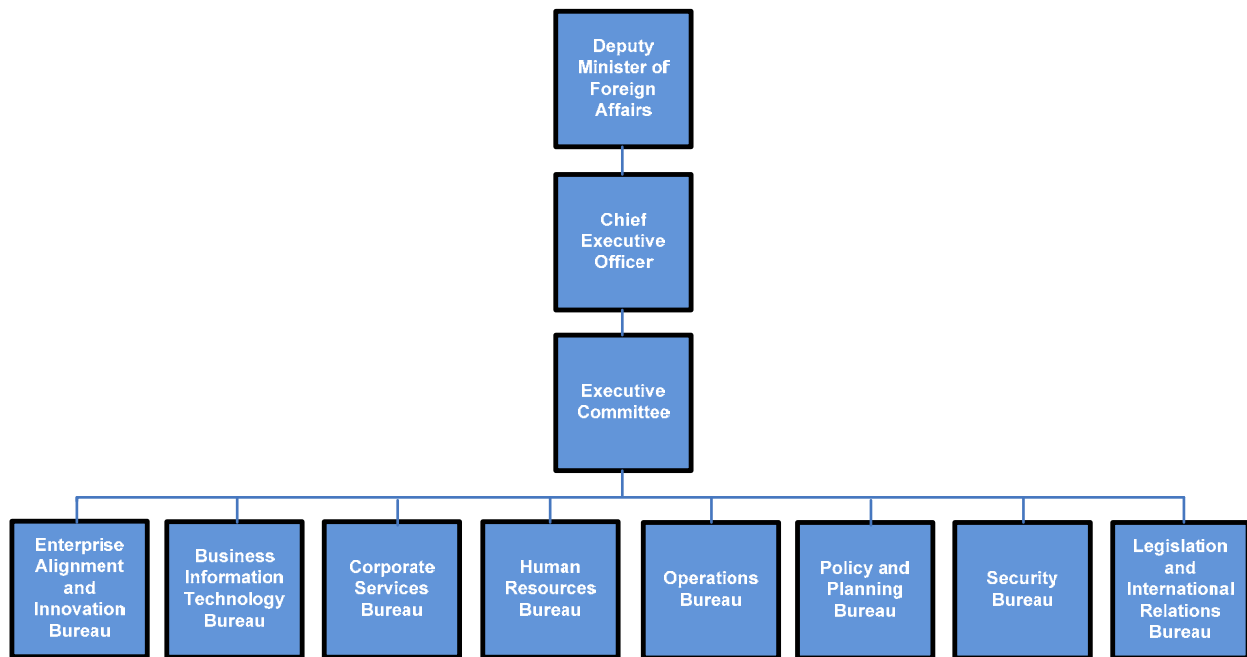 Deputy
Minister of
Foreign
Affairs
Chief
Executive
Officer
Executive
Committee
Enterprise
Alignment
and
Innovation
Bureau
Business
Information
Technology
Bureau
Corporate
Services
Bureau
Human
Resources
Bureau
Operations
Bureau
Policy and
Planning
Bureau
Security
Bureau
Legislation
and
International
Relations
Bureau